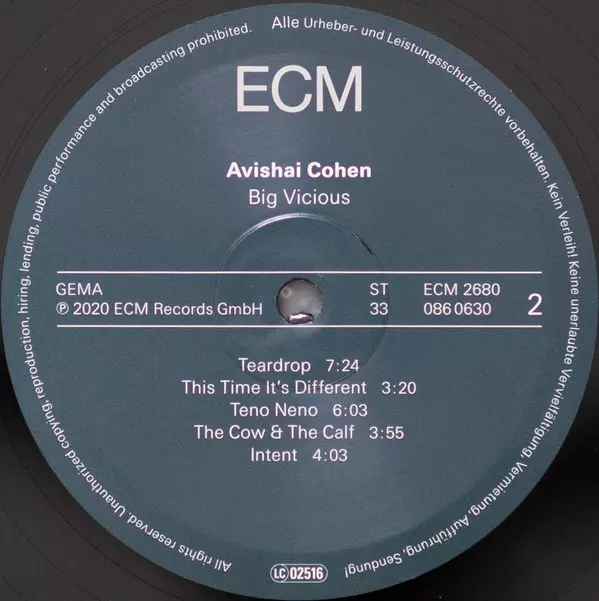 ECM
Avishai Cohen
Big Vicious
GEMA ST ECM 2680
℗ 2020 ECM Records GmbH 33 086 0630 2
Teardrop 7:24
This Time It's Different 3:20
Teno Neno 6:03
The Cow & The Calf 3:55
Intent 4:03
LC 02516
Alle Urheber- und Leistungsschutzrechte vorbehalten. Kein Verleih! Keine unerlaubte Vervielfältigung, Vermietung, Aufführung, Sendung!
All rights reserved. Unauthorized copying, reproduction, hiring, lending, public performance and broadcasting prohibited.